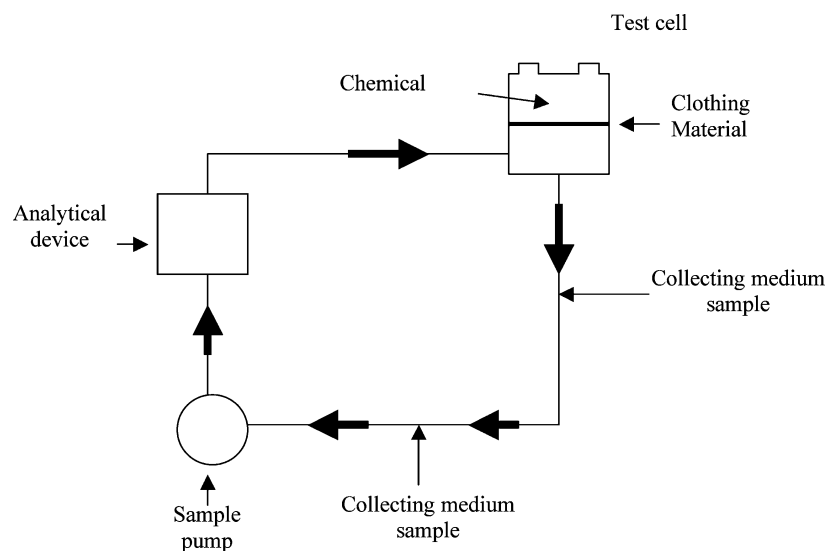 Test cell
Chemical
Clothing
Material
Analytical
device
Collecting medium
sample
Collecting medium
sample
Sample
pump